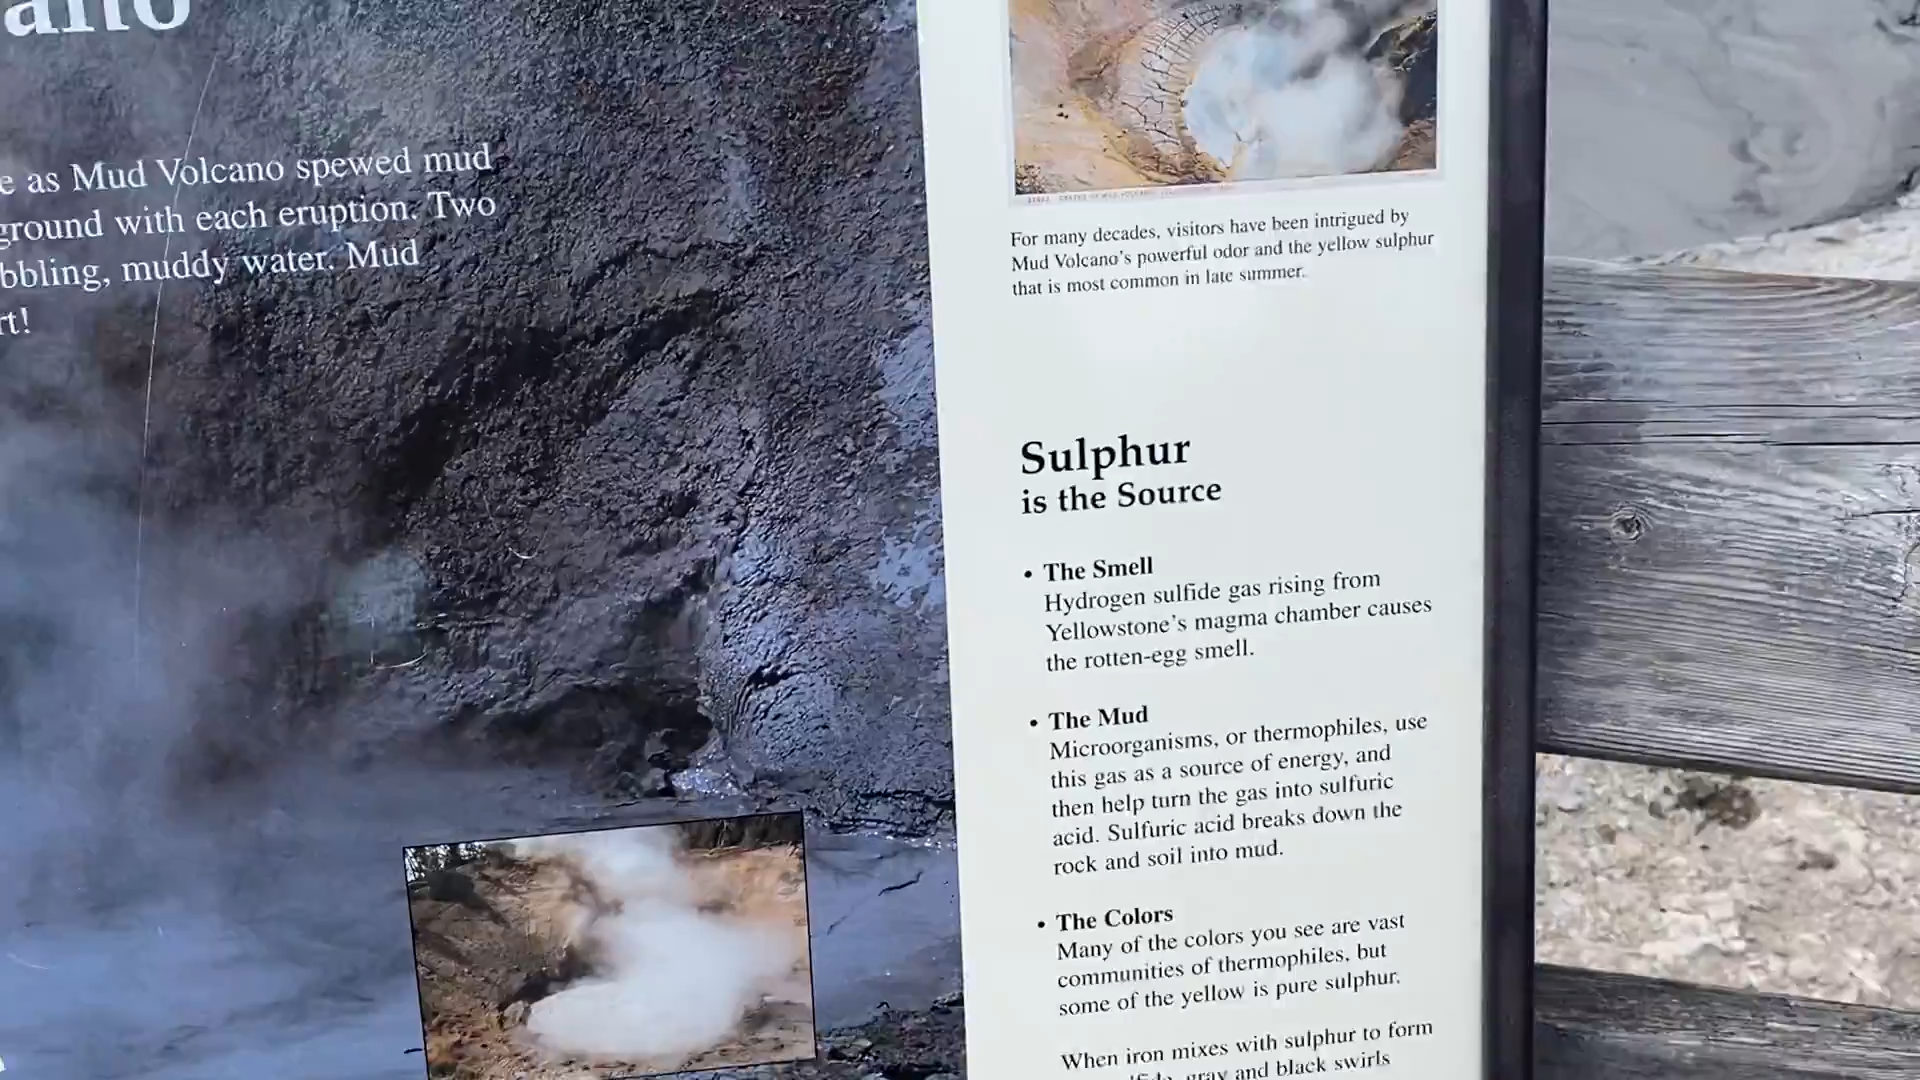 ano
e as Mud Volcano spewed mud
ground with each eruption. Two
bbling, muddy water. Mud
rt!
For many decades, visitors have been intrigued by
Mud Volcano's powerful odor and the yellow sulphur
that is most common in late summer.
Sulphur
is the Source
• The Smell
Hydrogen sulfide gas rising from
Yellowstone's magma chamber causes
the rotten-egg smell.
• The Mud
Microorganisms, or thermophiles, use
this gas as a source of energy, and
then help turn the gas into sulfuric
acid. Sulfuric acid breaks down the
rock and soil into mud.
• The Colors
Many of the colors you see are vast
communities of thermophiles, but
some of the yellow is pure sulphur.
When iron mixes with sulphur to form
gray and black swirls